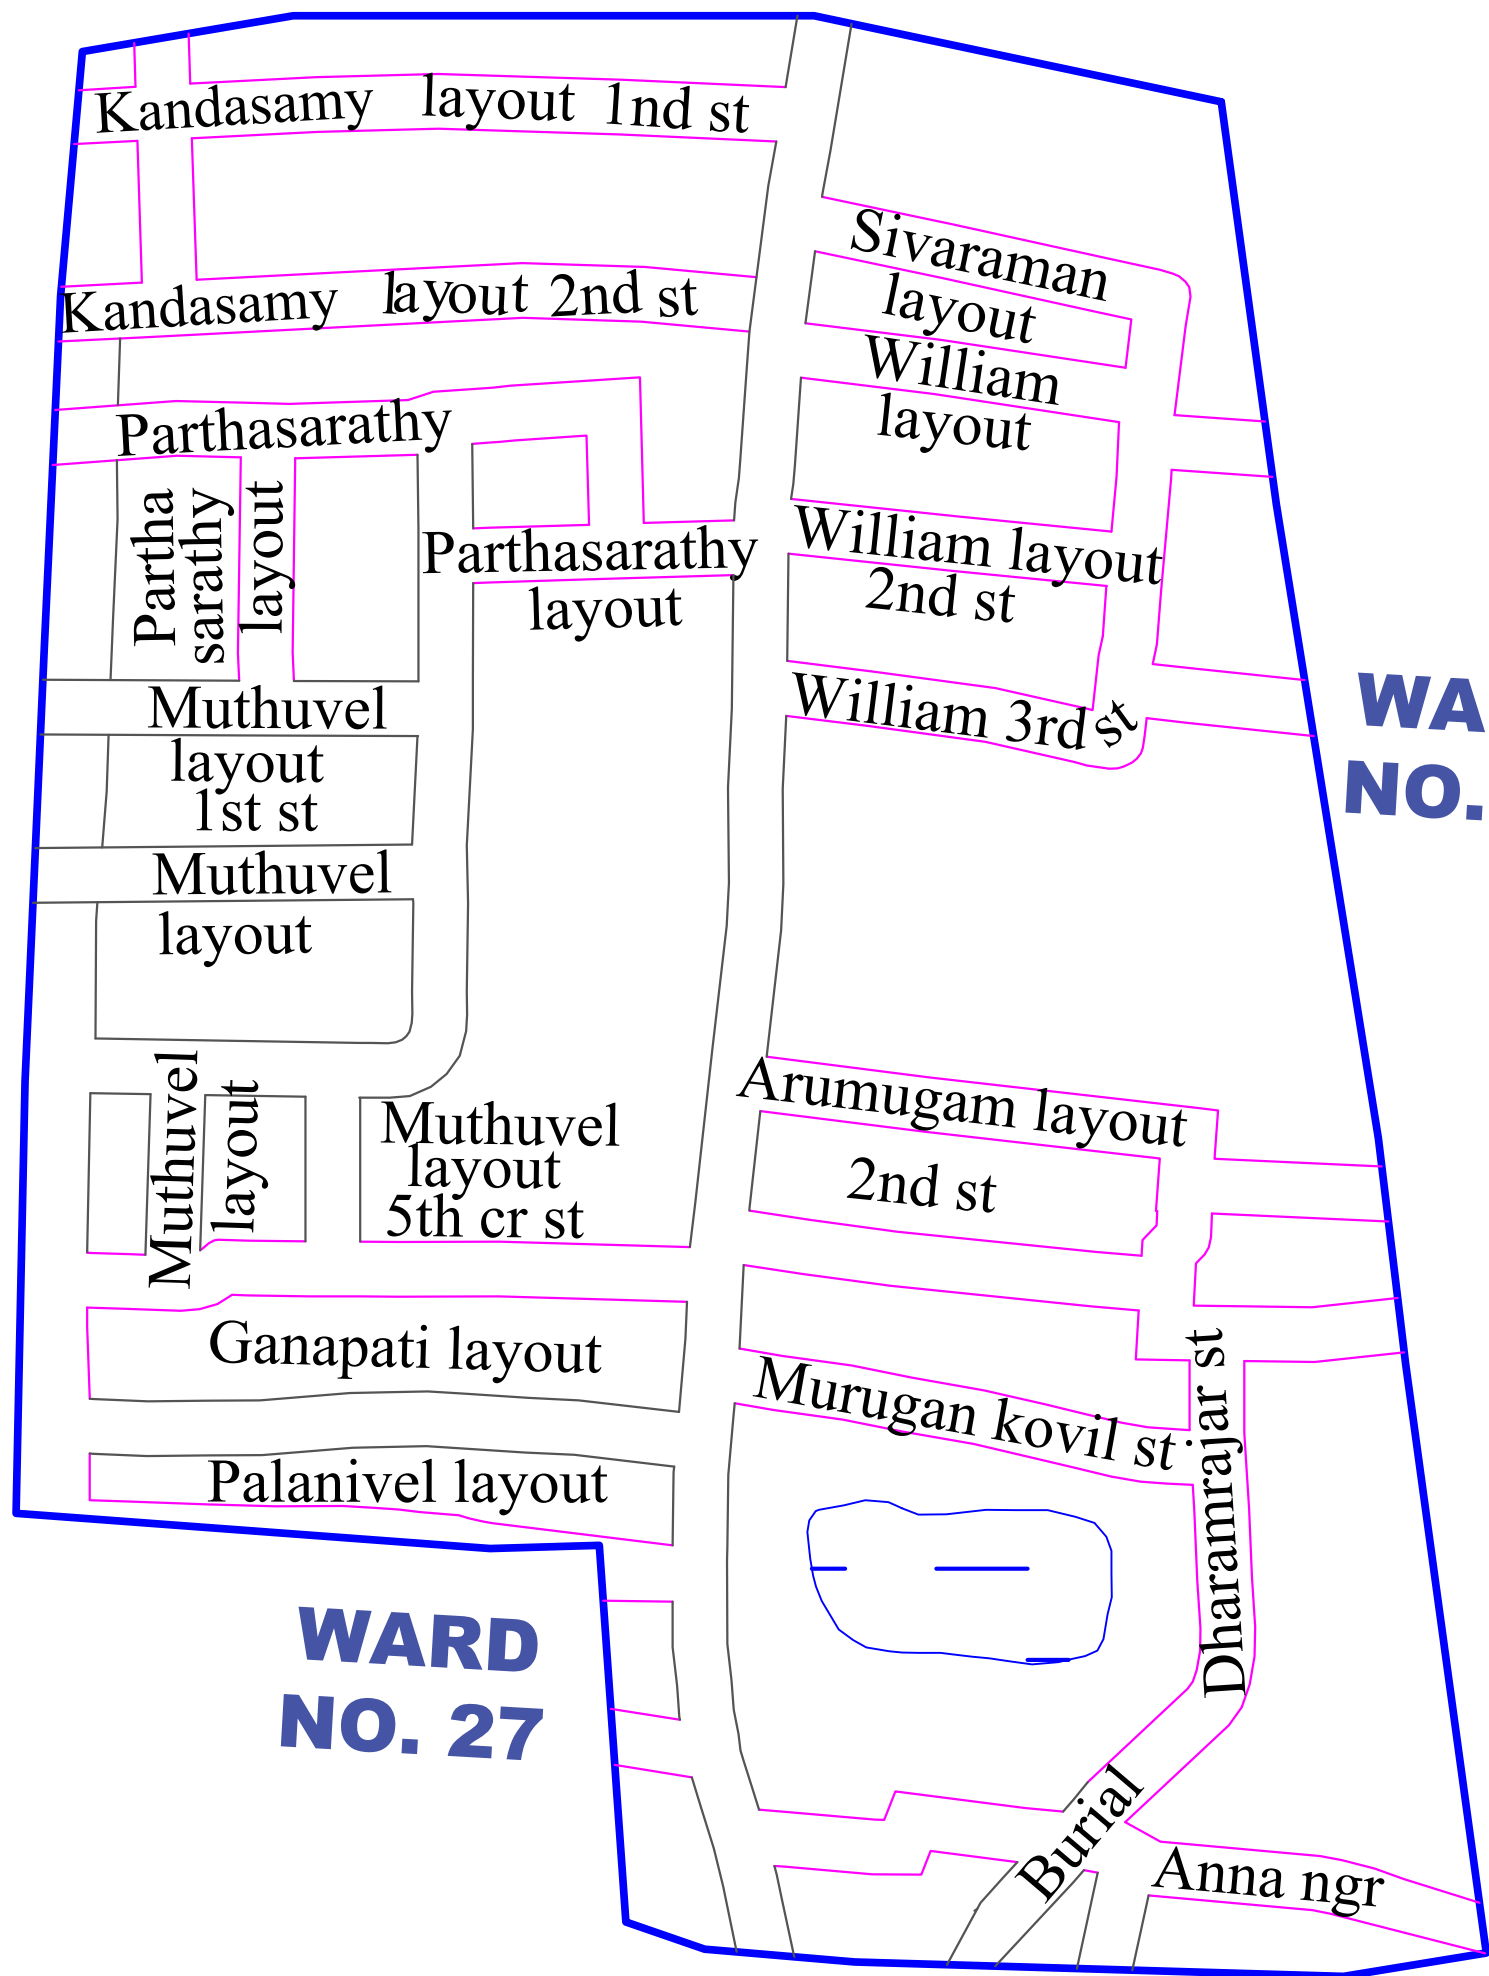 Kandasamy layout 1nd st
Kandasamy layout 2nd st
Sivaraman
layout
William
layout
Parthasarathy
Partha
sarathy
layout
Parthasarathy
layout
William layout
2nd st
William 3rd st
Muthuvel
layout
1st st
Muthuvel
layout
WA
NO.
Muthuvel
layout
Muthuvel
layout
5th cr st
Arumugam layout
2nd st
Ganapati layout
Murugan kovil st
Dharamrajar st
Palanivel layout
WARD
NO. 27
Burial
Anna ngr